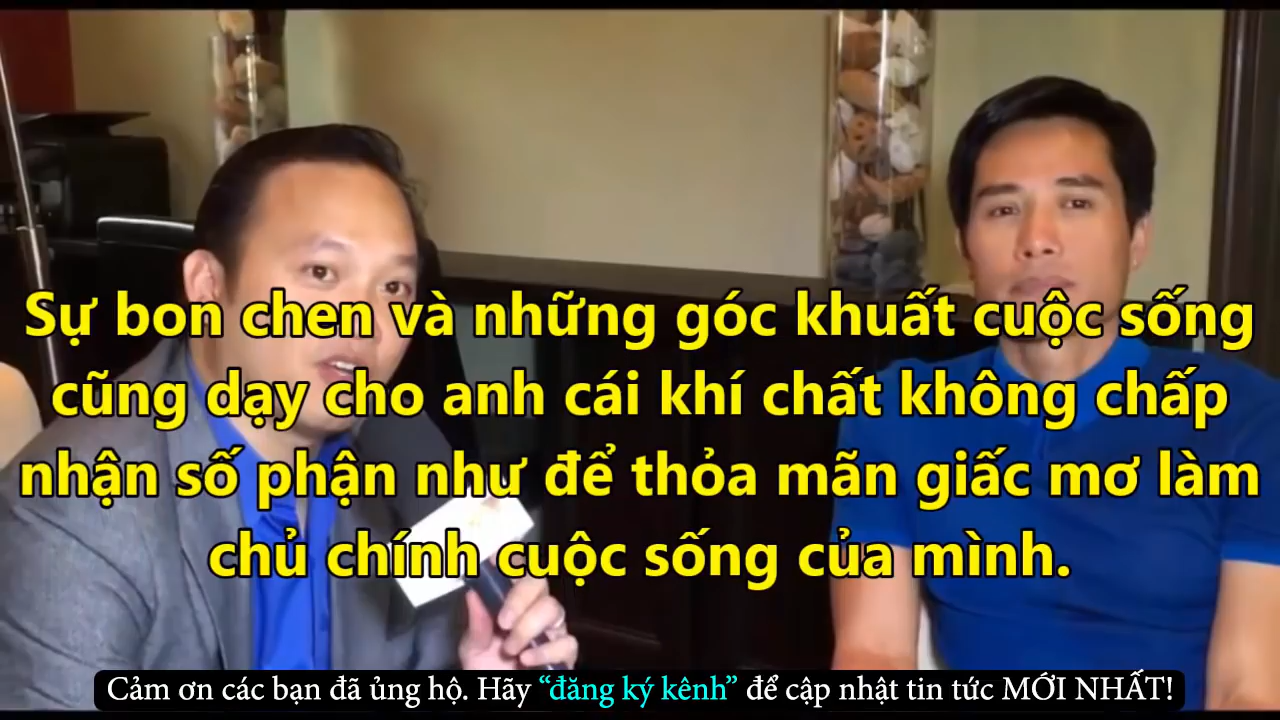 Sự bon chen và những góc khuất cuộc sống
cũng dạy cho anh cái khí chất không chấp
nhận số phận như để thỏa mãn giấc mơ làm
chủ chính cuộc sống của mình.
Cảm ơn các bạn đã ủng hộ. Hãy “đăng ký kênh” để cập nhật tin tức MỚI NHẤT!